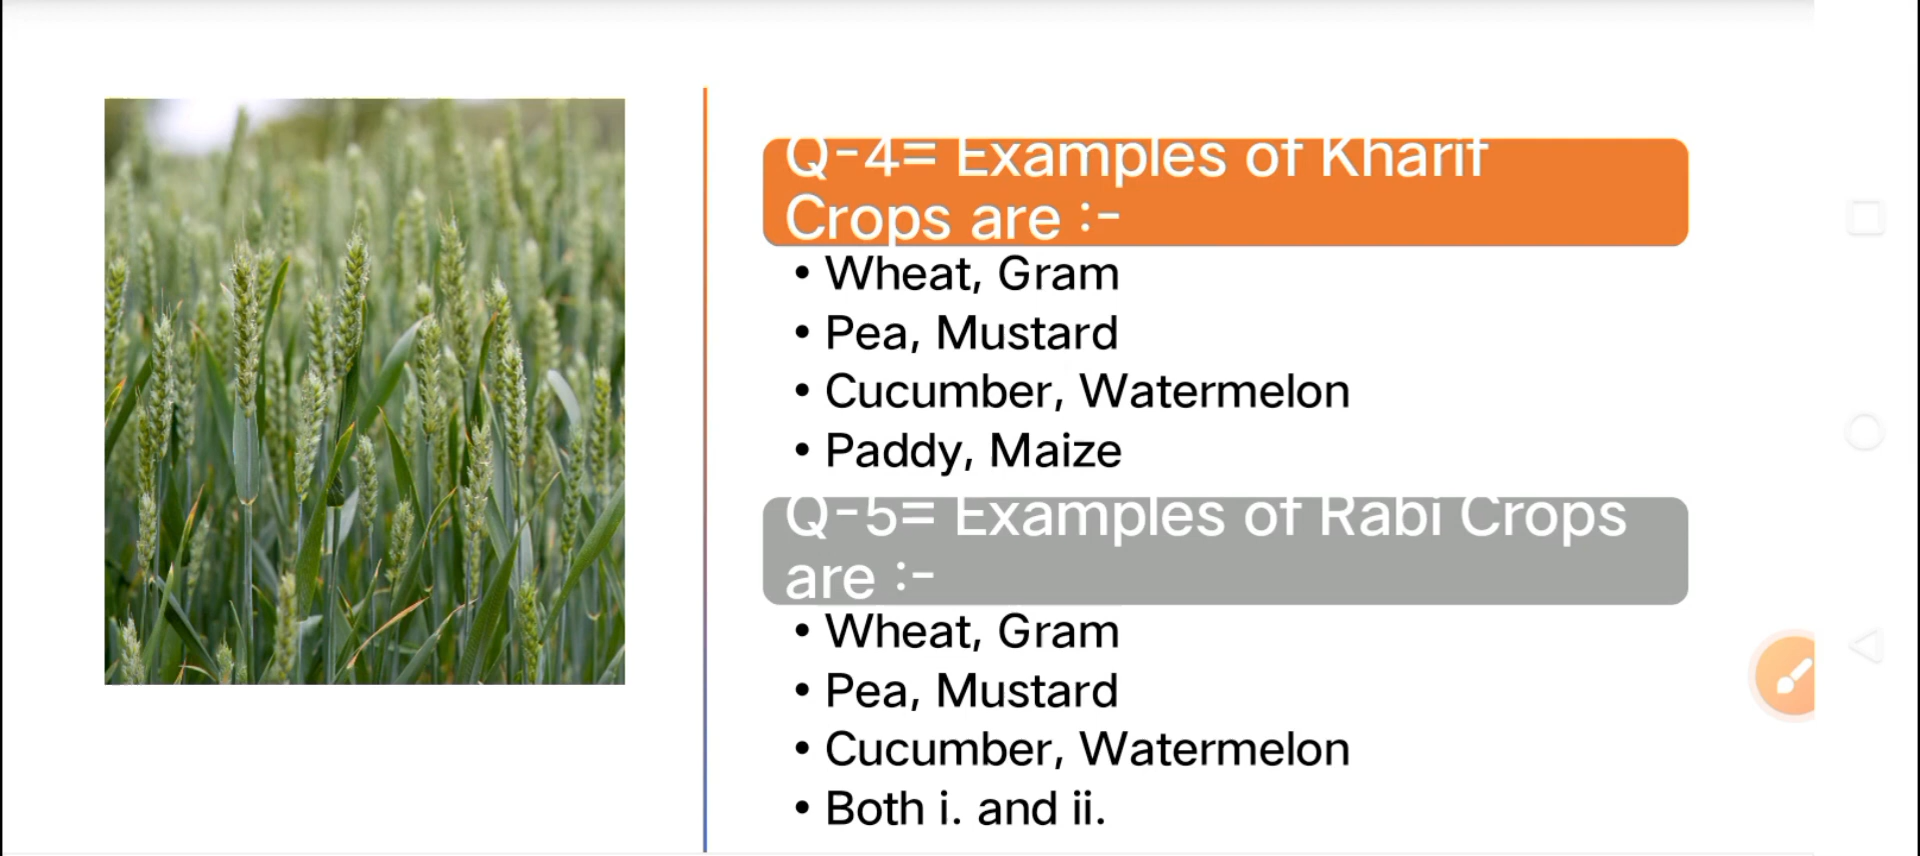 Q-4= Examples of Kharif
Crops are :-
• Wheat, Gram
• Pea, Mustard
• Cucumber, Watermelon
• Paddy, Maize
Q-5= Examples of Rabi Crops
are :-
• Wheat, Gram
• Pea, Mustard
• Cucumber, Watermelon
• Both i. and ii.